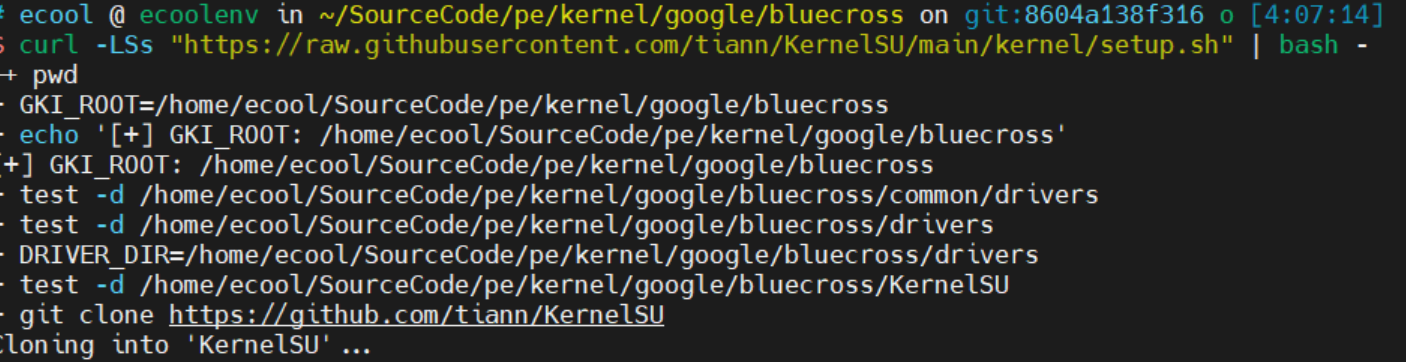 # ecool @ ecoolenv in ~/SourceCode/pe/kernel/google/bluecross on git:8604a138f316 o [4:07:14]
$ curl -LSs "https://raw.githubusercontent.com/tiann/KernelSU/main/kernel/setup.sh" | bash -
++ pwd
+ GKI_ROOT=/home/ecool/SourceCode/pe/kernel/google/bluecross
+ echo '[+] GKI_ROOT: /home/ecool/SourceCode/pe/kernel/google/bluecross'
[+] GKI_ROOT: /home/ecool/SourceCode/pe/kernel/google/bluecross
+ test -d /home/ecool/SourceCode/pe/kernel/google/bluecross/common/drivers
+ test -d /home/ecool/SourceCode/pe/kernel/google/bluecross/drivers
+ DRIVER_DIR=/home/ecool/SourceCode/pe/kernel/google/bluecross/drivers
+ test -d /home/ecool/SourceCode/pe/kernel/google/bluecross/KernelSU
+ git clone https://github.com/tiann/KernelSU
Cloning into 'KernelSU'...